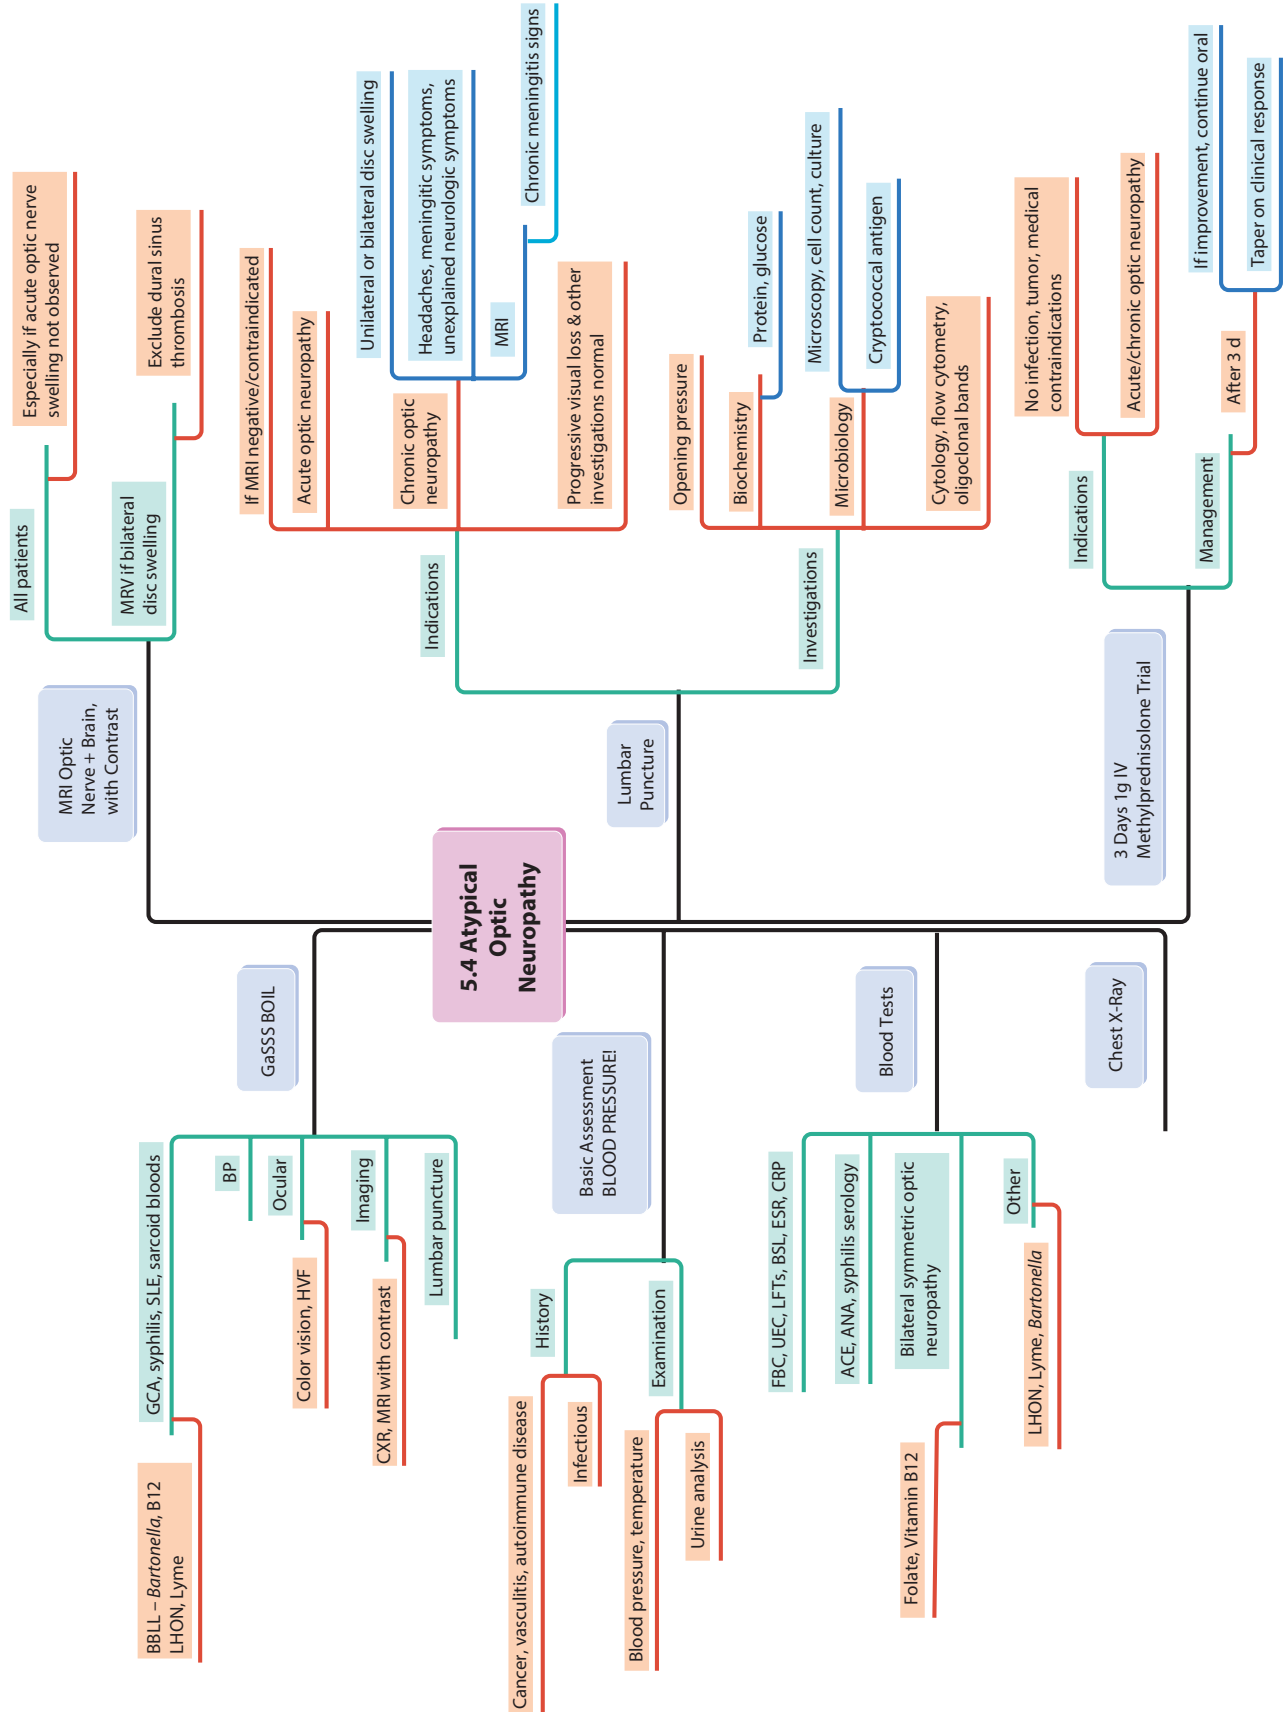 5.4 Atypical
Optic
Neuropathy
GaSSS BOIL
GCA, syphilis, SLE, sarcoid bloods
BBLL – Bartonella, B12
LHON, Lyme
BP
Ocular
Color vision, HVF
Imaging
CXR, MRI with contrast
Lumbar puncture
Basic Assessment
BLOOD PRESSURE!
History
Cancer, vasculitis, autoimmune disease
Infectious
Examination
Blood pressure, temperature
Urine analysis
Blood Tests
FBC, UEC, LFTs, BSL, ESR, CRP
ACE, ANA, syphilis serology
Bilateral symmetric optic
neuropathy
Folate, Vitamin B12
Other
LHON, Lyme, Bartonella
Chest X-Ray
MRI Optic
Nerve + Brain,
with Contrast
All patients
Especially if acute optic nerve
swelling not observed
MRV if bilateral
disc swelling
Exclude dural sinus
thrombosis
Lumbar
Puncture
Indications
If MRI negative/contraindicated
Acute optic neuropathy
Chronic optic
neuropathy
Unilateral or bilateral disc swelling
Headaches, meningitic symptoms,
unexplained neurologic symptoms
MRI
Chronic meningitis signs
Progressive visual loss & other
investigations normal
Investigations
Opening pressure
Biochemistry
Protein, glucose
Microbiology
Microscopy, cell count, culture
Cryptococcal antigen
Cytology, flow cytometry,
oligoclonal bands
3 Days 1g IV
Methylprednisolone Trial
Indications
No infection, tumor, medical
contraindications
Acute/chronic optic neuropathy
Management
After 3 d
If improvement, continue oral
Taper on clinical response